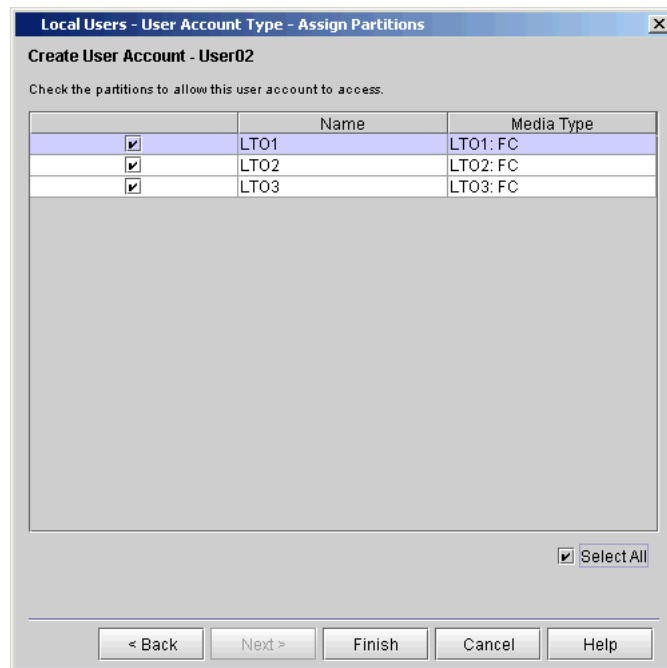 Local Users - User Account Type - Assign Partitions
Create User Account - User02
Check the partitions to allow this user account to access.
Name Media Type
LTO1 LTO1: FC
LTO2 LTO2: FC
LTO3 LTO3: FC
Select All
< Back Next > Finish Cancel Help